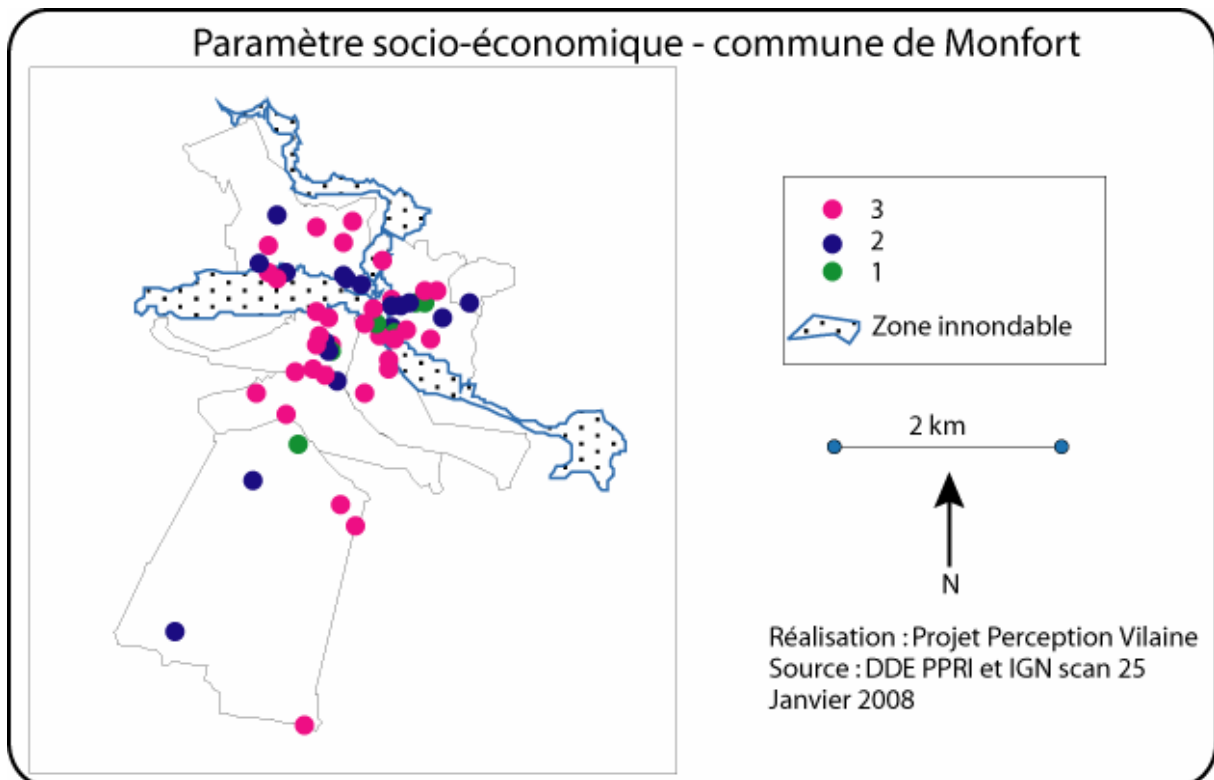 Paramètre socio-économique - commune de Monfort
3
2
1
Zone innondable
2 km
N
Réalisation : Projet Perception Vilaine
Source : DDE PPRI et IGN scan 25
Janvier 2008